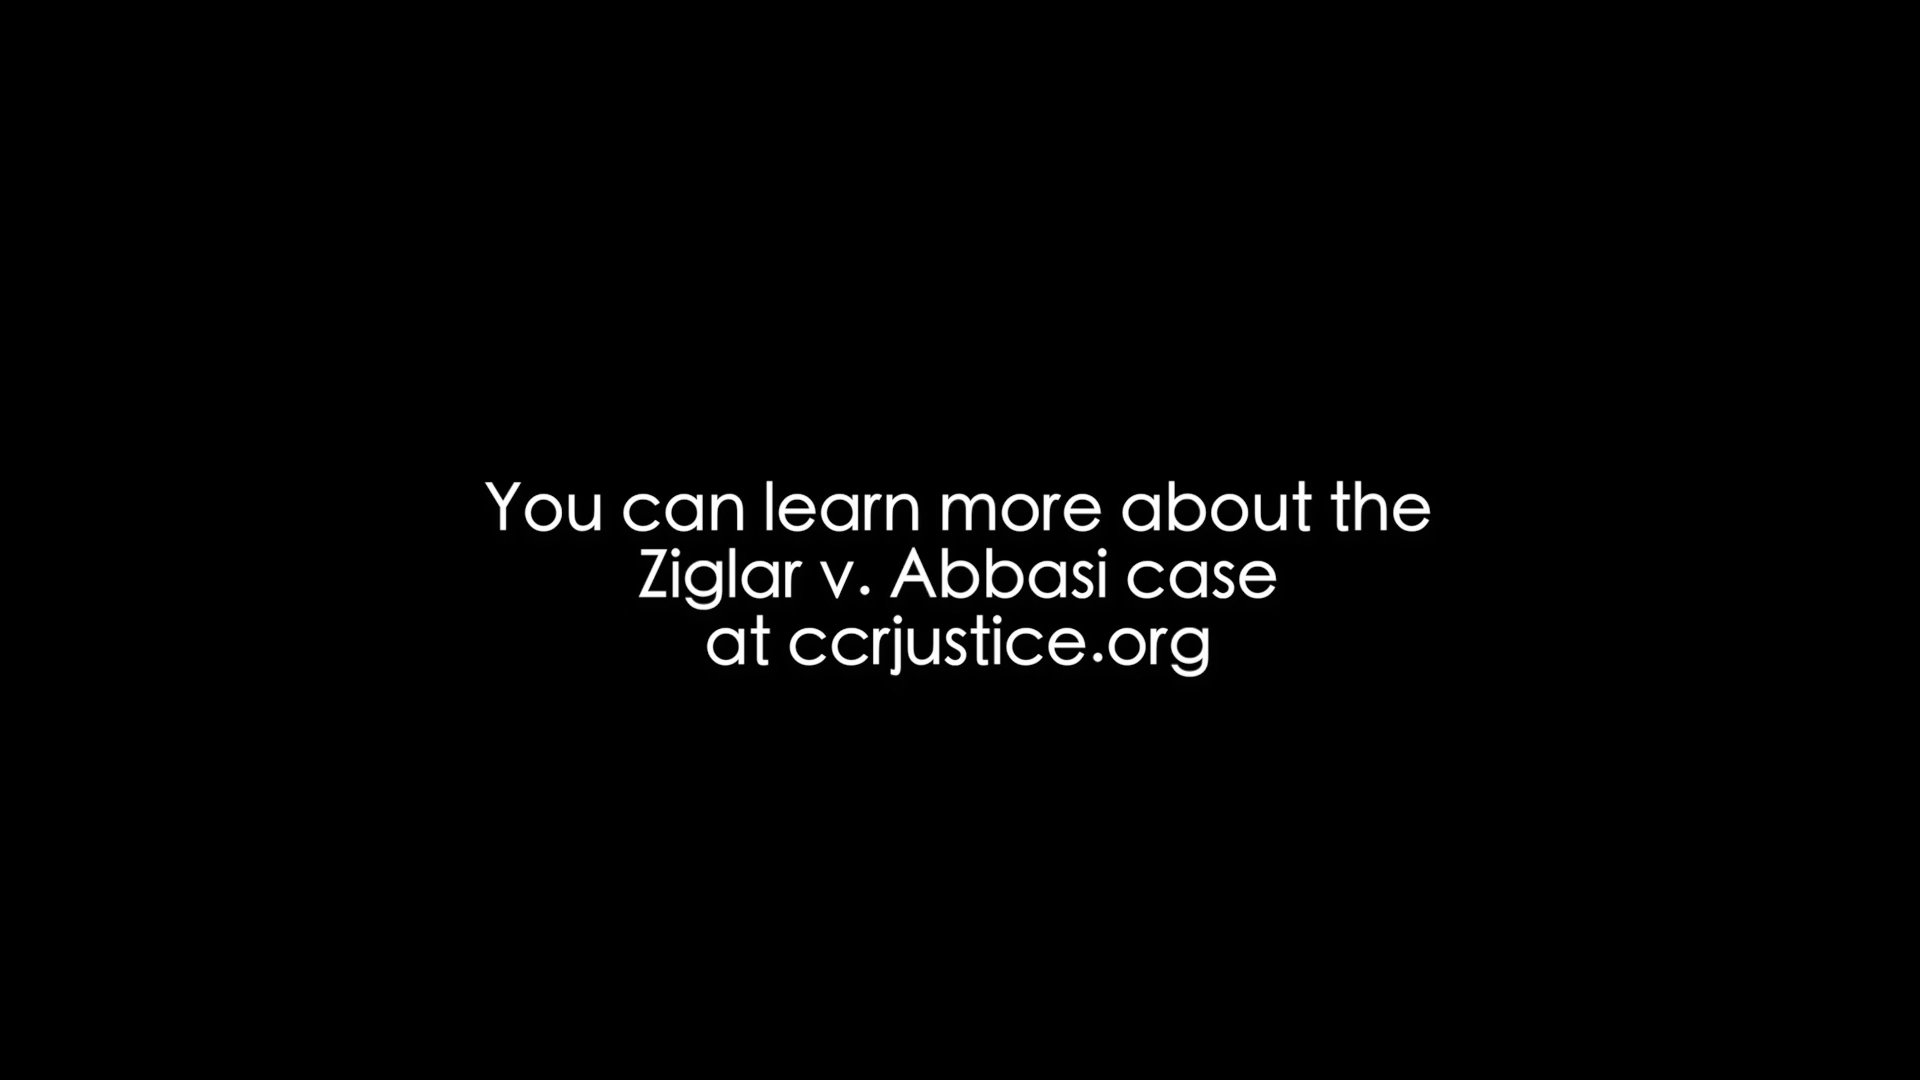 You can learn more about the
Ziglar v. Abbasi case
at ccrjustice.org